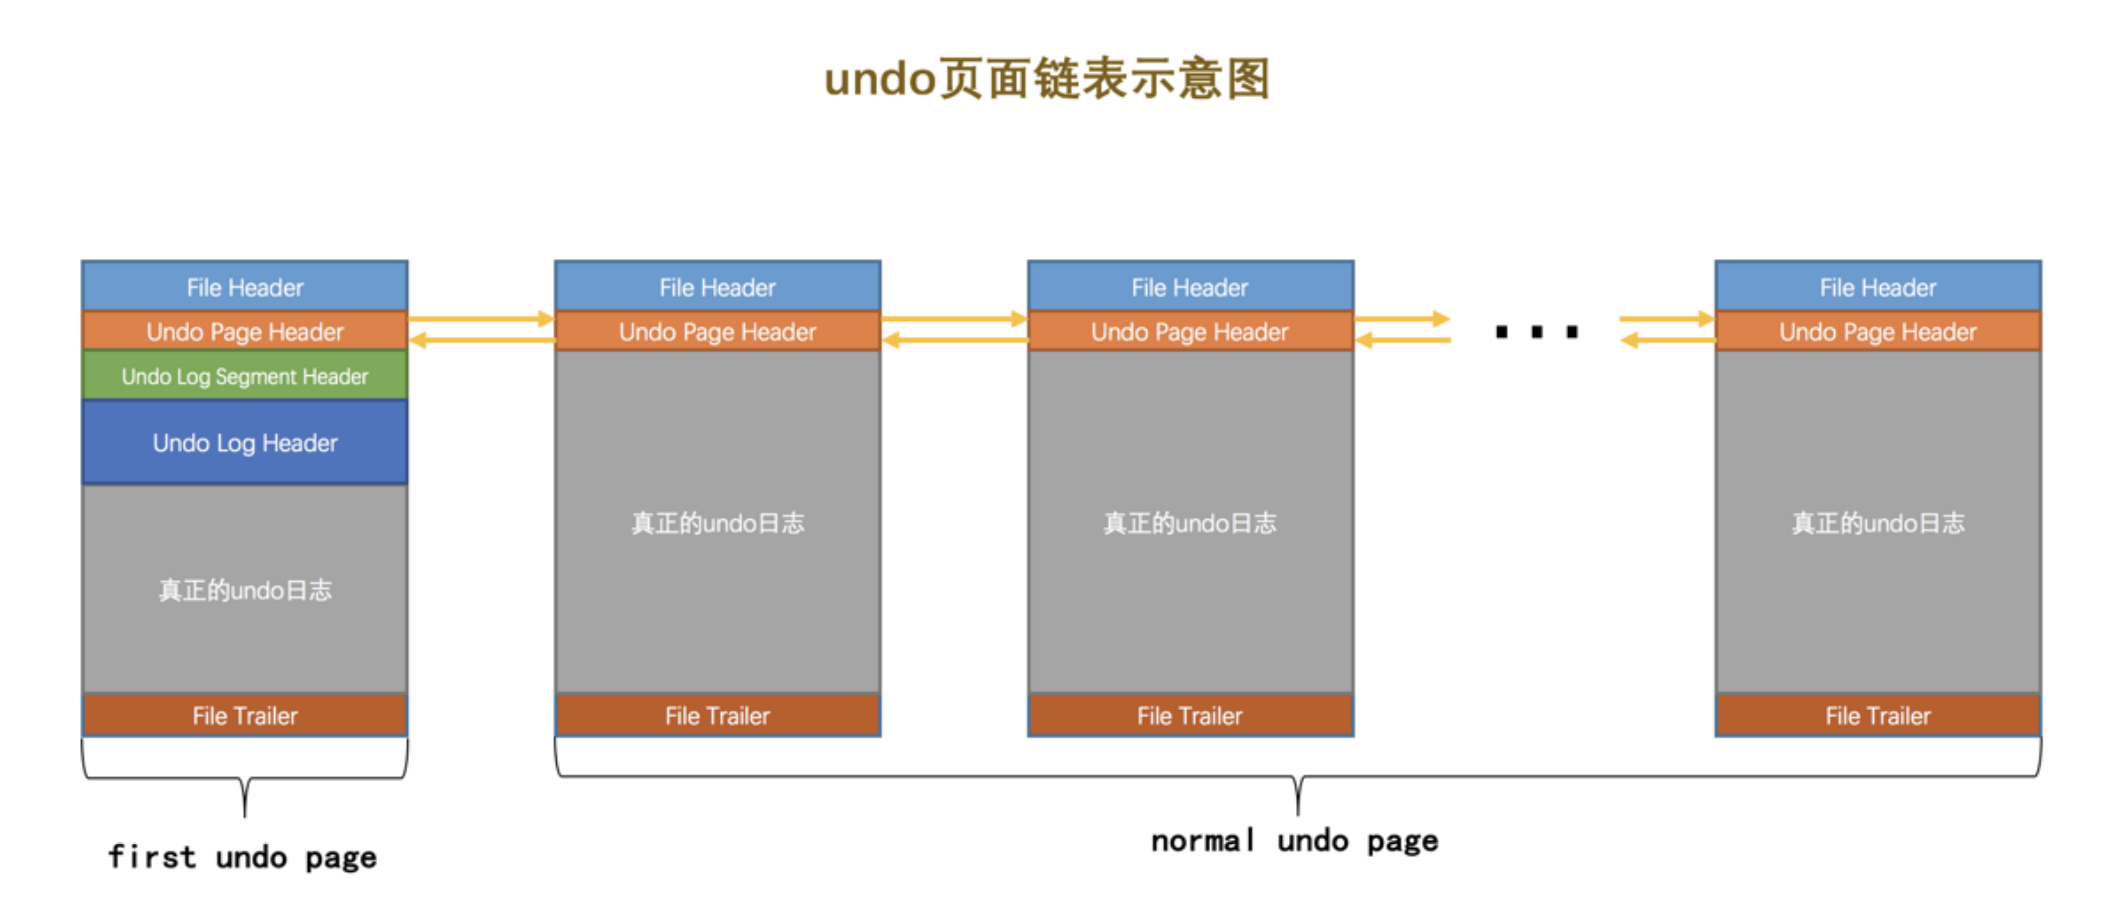 undo页面链表示意图
File Header
Undo Page Header
Undo Log Segment Header
Undo Log Header
真正的undo日志
File Trailer
first undo page
File Header
Undo Page Header
真正的undo日志
File Trailer
File Header
Undo Page Header
真正的undo日志
File Trailer
...
File Header
Undo Page Header
真正的undo日志
File Trailer
normal undo page